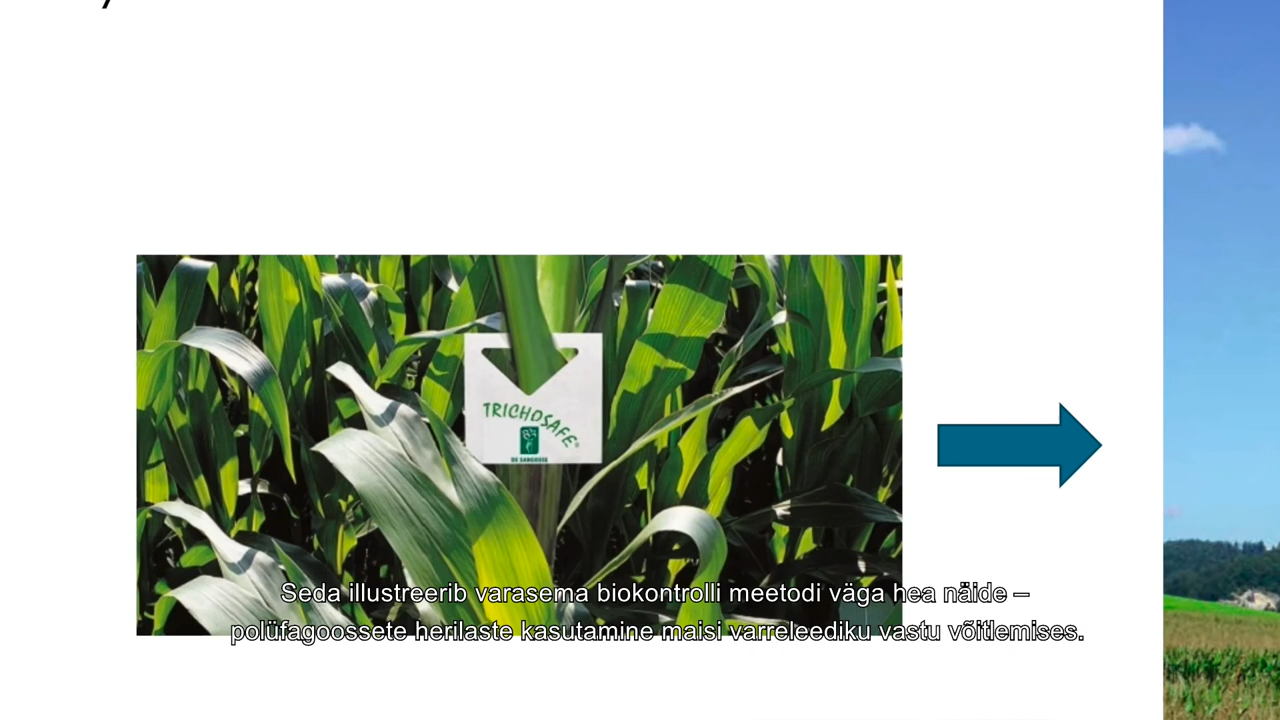 TRICHOSAFE®
DE SANGOSSE
Seda illustreerib varasema biokontrolli meetodi väga hea näide –
polüfagoossete herilaste kasutamine maisi varreleediku vastu võitlemises.